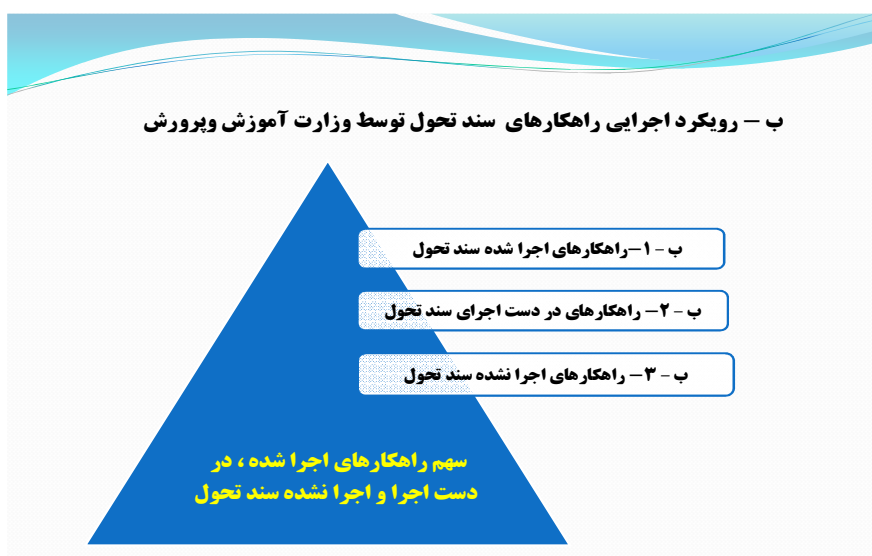 ب – رویکرد اجرایی راهکارهای سند تحول توسط وزارت آموزش وپرورش
ب - ۱–راهکارهای اجرا شده سند تحول
ب - ۲– راهکارهای در دست اجرای سند تحول
ب - ۳– راهکارهای اجرا نشده سند تحول
سهم راهکارهای اجرا شده ، در
دست اجرا و اجرا نشده سند تحول